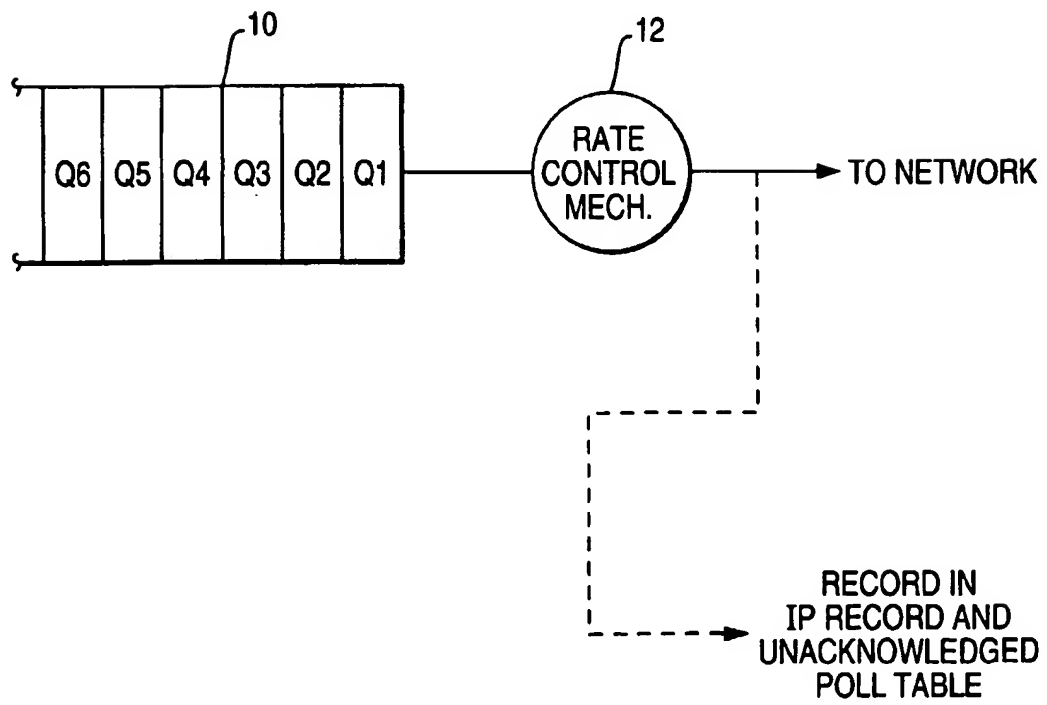 10
12
Q6 Q5 Q4 Q3 Q2 Q1
RATE
CONTROL
MECH.
TO NETWORK
RECORD IN
IP RECORD AND
UNACKNOWLEDGED
POLL TABLE